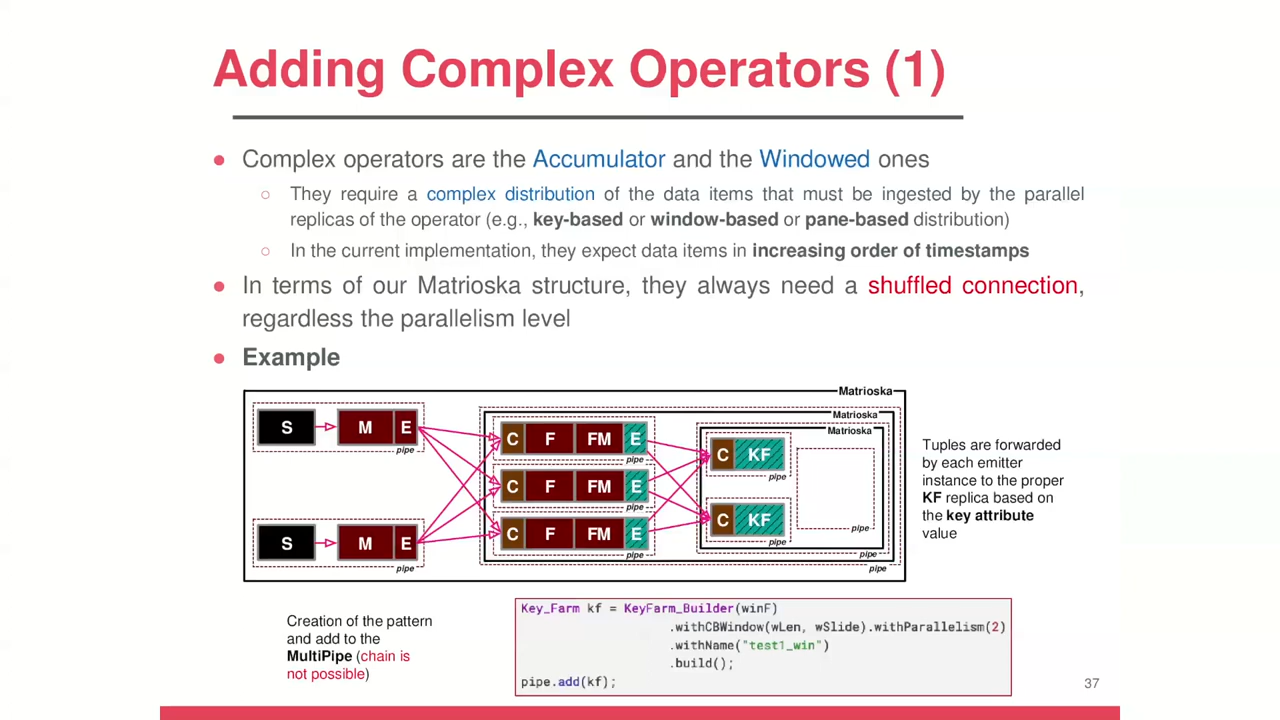 Adding Complex Operators (1)
● Complex operators are the Accumulator and the Windowed ones
○ They require a complex distribution of the data items that must be ingested by the parallel
replicas of the operator (e.g., key-based or window-based or pane-based distribution)
○ In the current implementation, they expect data items in increasing order of timestamps
● In terms of our Matrioska structure, they always need a shuffled connection,
regardless the parallelism level
● Example
Matrioska
Matrioska
Matrioska
S M E
pipe
C F FM E
pipe
C F FM E
pipe
C F FM E
pipe
S M E
pipe
C KF
pipe
C KF
pipe
pipe
pipe
pipe
Tuples are forwarded
by each emitter
instance to the proper
KF replica based on
the key attribute
value
Creation of the pattern
and add to the
MultiPipe (chain is
not possible)
Key_Farm kf = KeyFarm_Builder(winF)
.withCBWindow(wLen, wSlide).withParallelism(2)
.withName("test1_win")
.build();
pipe.add(kf);
37